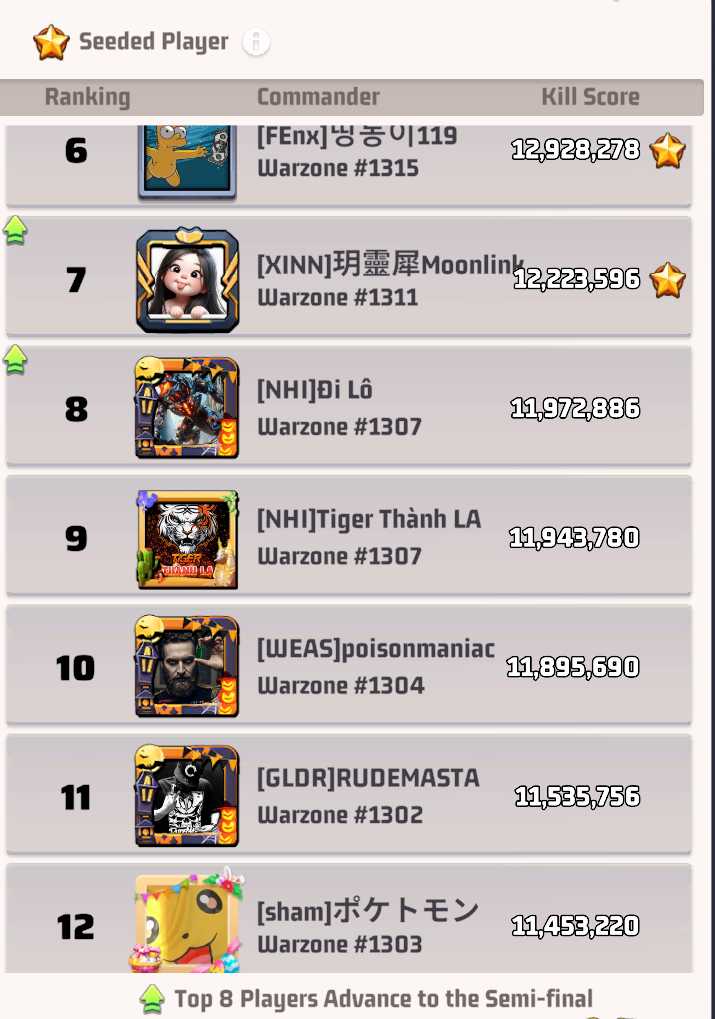 Seeded Player
Ranking Commander Kill Score
6 [FEnx]띵동이119 12,928,278
Warzone #1315
7 [XINN]玥靈犀Moonlink 12,223,596
Warzone #1311
8 [NHI]Đi Lô 11,972,886
Warzone #1307
9 [NHI]Tiger Thành LA 11,943,780
Warzone #1307
TIGER
THÀNH LA
10 [WEAS]poisonmaniac 11,895,690
Warzone #1304
11 [GLDR]RUDEMASTA 11,535,756
Warzone #1302
12 [sham]ポケトモン 11,453,220
Warzone #1303
Top 8 Players Advance to the Semi-final